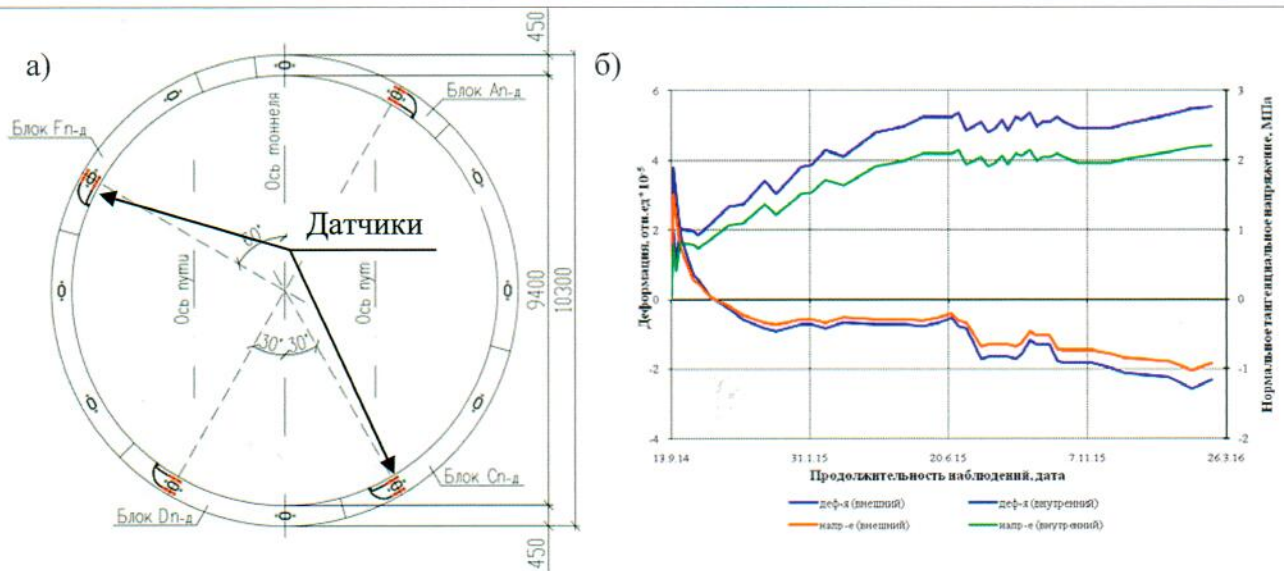 а)
450
Блок Аn-д
Блок Fn-д
Ось тоннеля
Датчики
60°
Ось пути
Ось пут
9400
10300
30° 30°
Блок Cn-д
Блок Dn-д
450
б)
6
4
2
0
-2
-4
Деформация, отн.ед * 10⁻⁵
3
2
1
0
-1
-2
Нормальное тангенциальное напряжение, МПа
13.9.14 31.1.15 20.6.15 7.11.15 26.3.16
Продолжительность наблюдений, дата
деф-я (внешний) деф-я (внутренний)
напр-е (внешний) напр-е (внутренний)